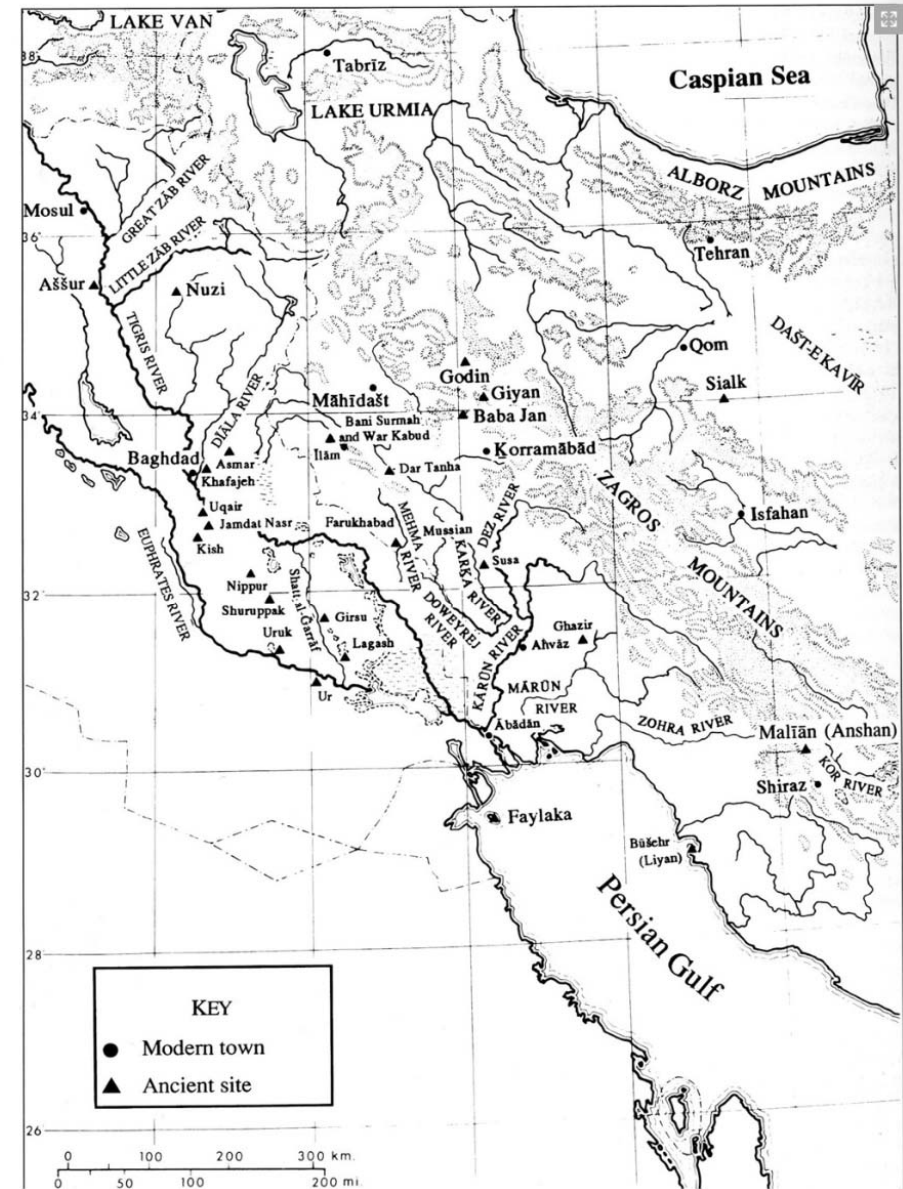 LAKE VAN
38
Tabrīz
Caspian Sea
LAKE URMIA
GREAT ZAB RIVER
ALBORZ MOUNTAINS
Mosul
36
LITTLE ZĀB RIVER
Tehran
Aššur
Nuzi
TIGRIS RIVER
DAŠT-E KAVĪR
Qom
Godin
Sialk
Giyan
Māhīdašt
DIĀLA RIVER
34
Baba Jan
Bani Surmah
and War Kabud
Īlām
Baghdad
Asmar
Khafajeh
Korramābād
Dar Tanha
ZAGROS
MOUNTAINS
Uqair
Isfahan
Jamdat Nasr
Farukhabad
MEHMA
RIVER
Mussian
DEZ RIVER
KARKA RIVER
Kish
EUPHRATES RIVER
Susa
Nippur
32
Shatt al-Garrāf
Shuruppak
DOWEYREJ
RIVER
Girsu
Ghazir
Uruk
Lagash
Ahvāz
KĀRŪN RIVER
Ur
MĀRŪN
RIVER
ZOHRA RIVER
Ābādān
Malīān (Anshan)
KOR RIVER
30
Shiraz
Faylaka
Būšehr
(Liyan)
Persian Gulf
28
KEY
Modern town
Ancient site
26
0 100 200 300 km.
0 50 100 200 mi.